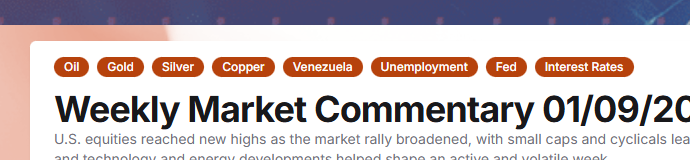 Oil Gold Silver Copper Venezuela Unemployment Fed Interest Rates
Weekly Market Commentary 01/09/20
U.S. equities reached new highs as the market rally broadened, with small caps and cyclicals lea
and technology and energy developments helped shape an active and volatile week